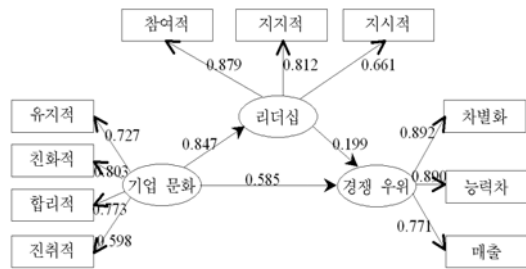 참여적 지지적 지시적
0.879 0.812 0.661
유지적 리더십 차별화
0.727 0.892
0.847 0.199
친화적
0.803 기업 문화 0.585 경쟁 우위 0.890 능력차
합리적
0.773
0.771
진취적 0.598 매출